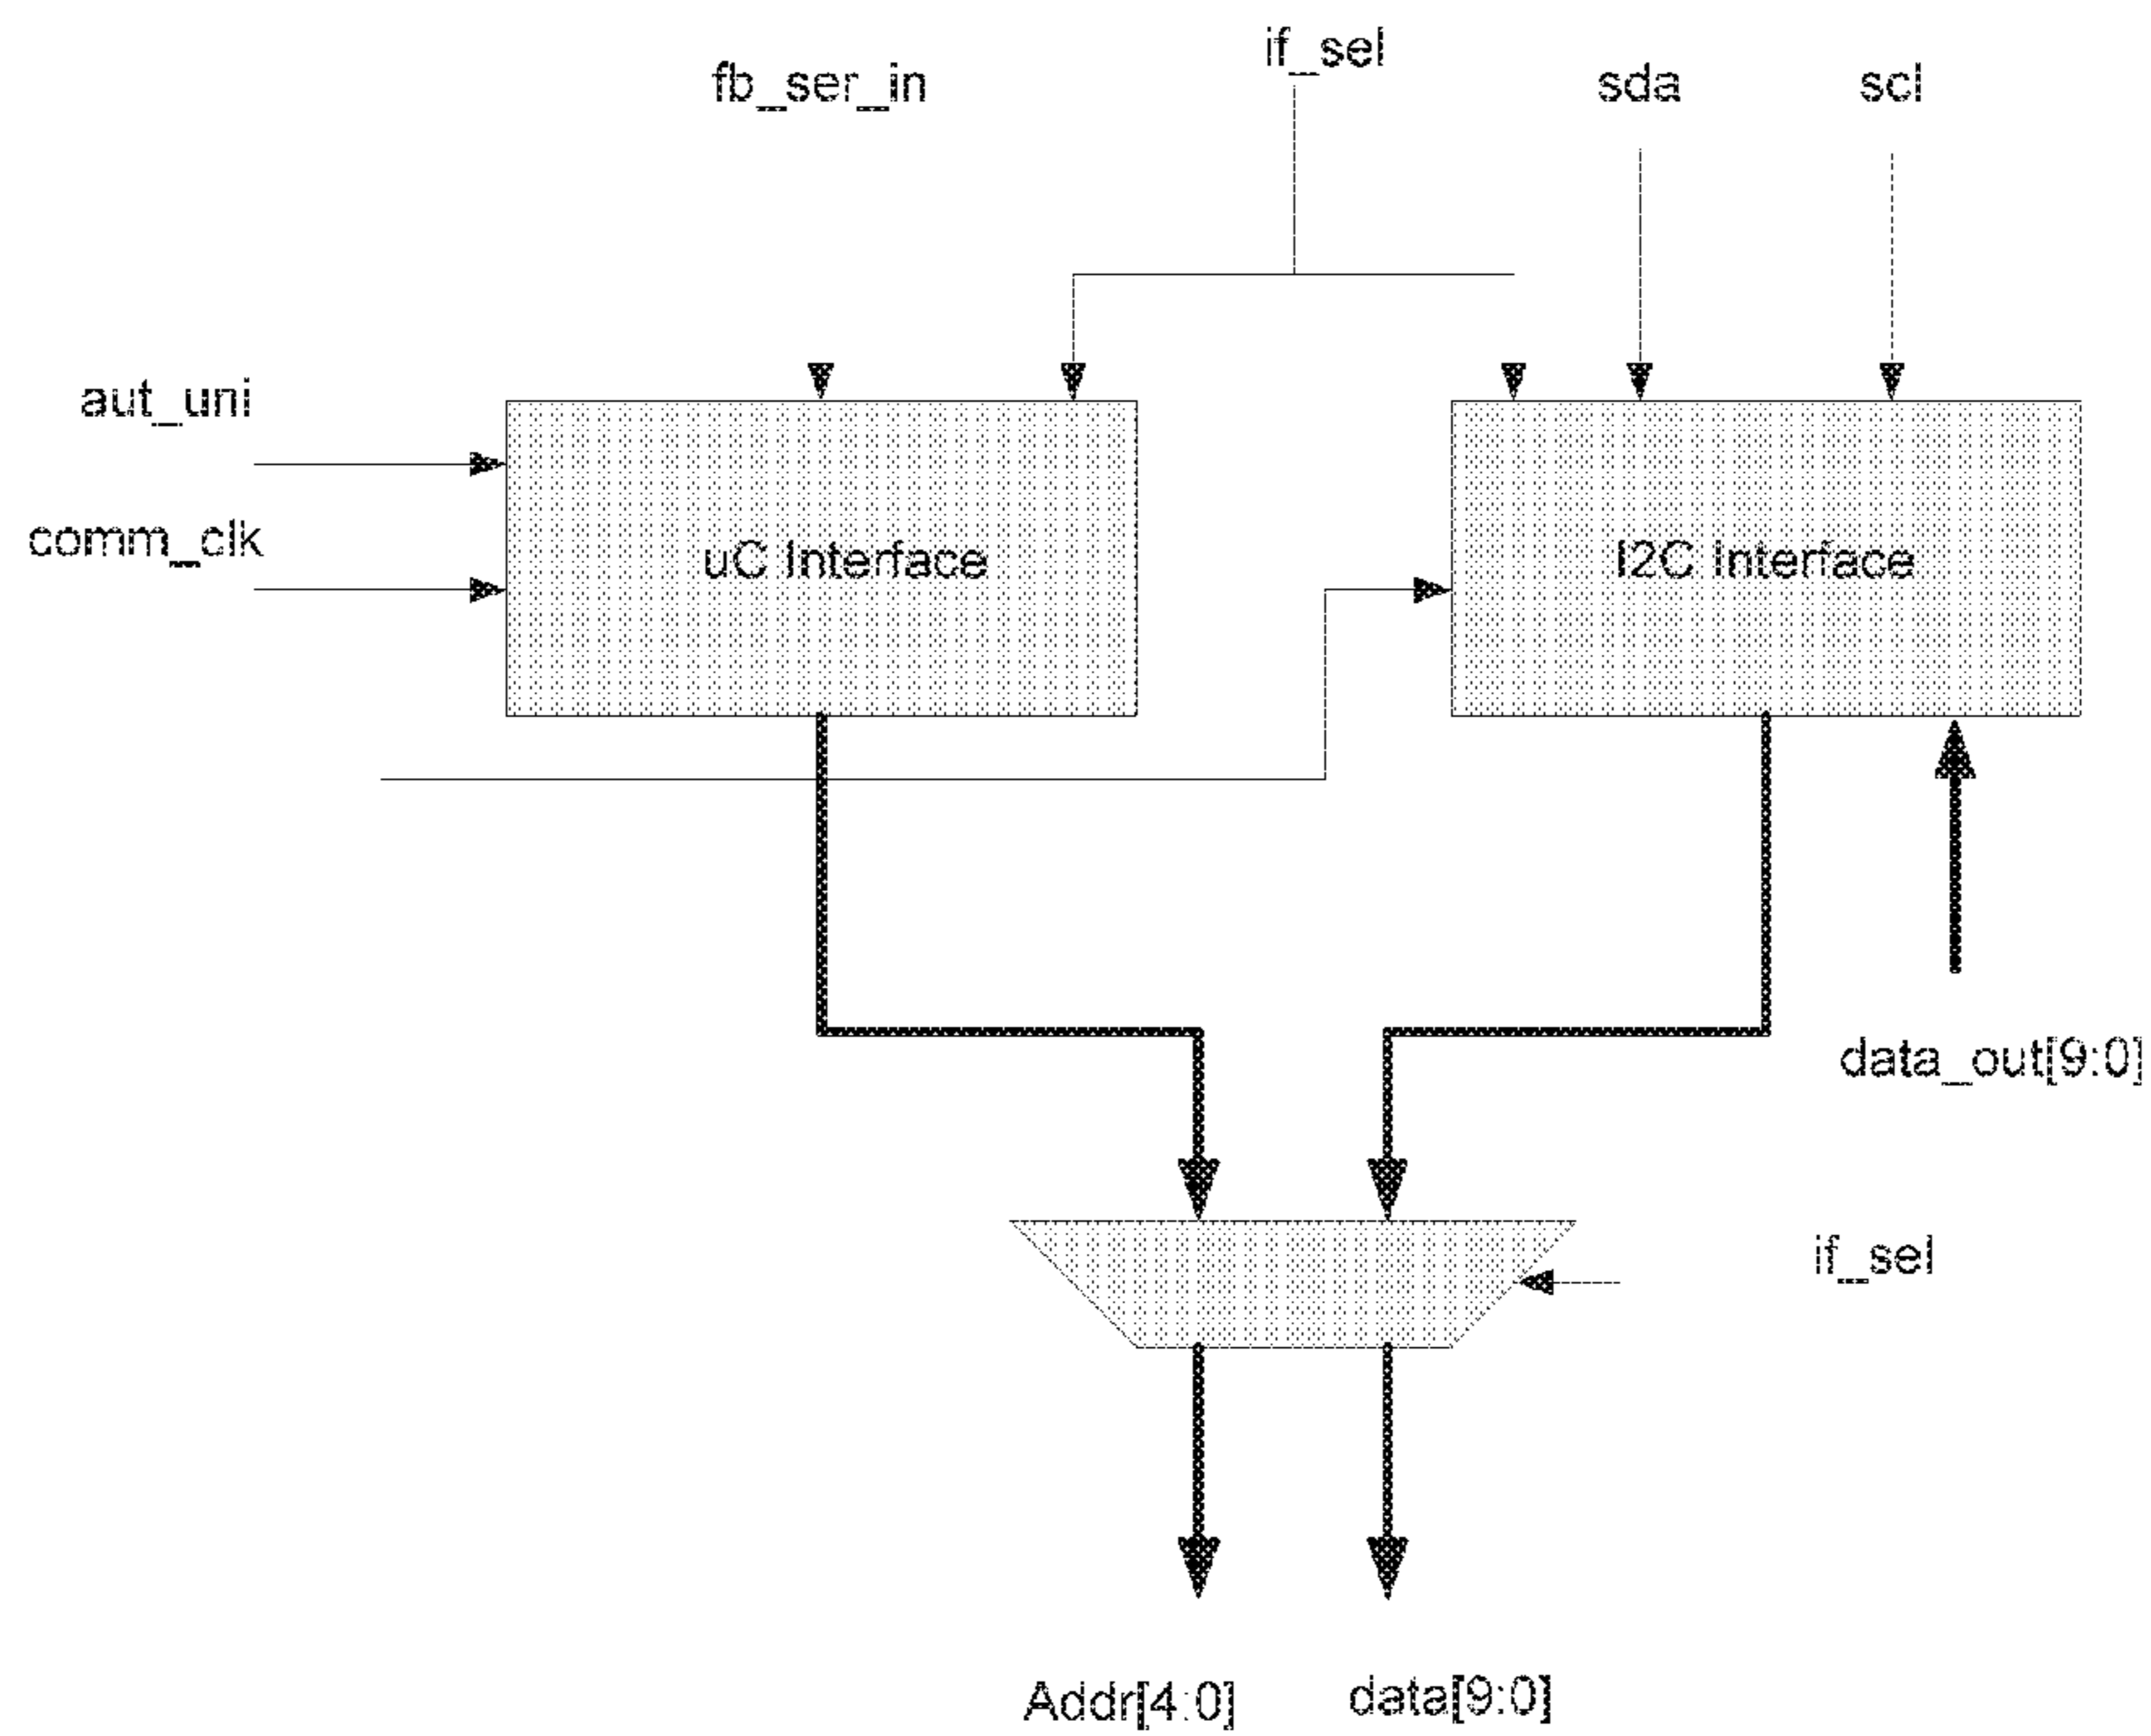 if_sel
fb_ser_in
sda
scl
aut_uni
comm_clk
uC Interface
I2C Interface
data_out[9:0]
if_sel
Addr[4:0]
data[9:0]